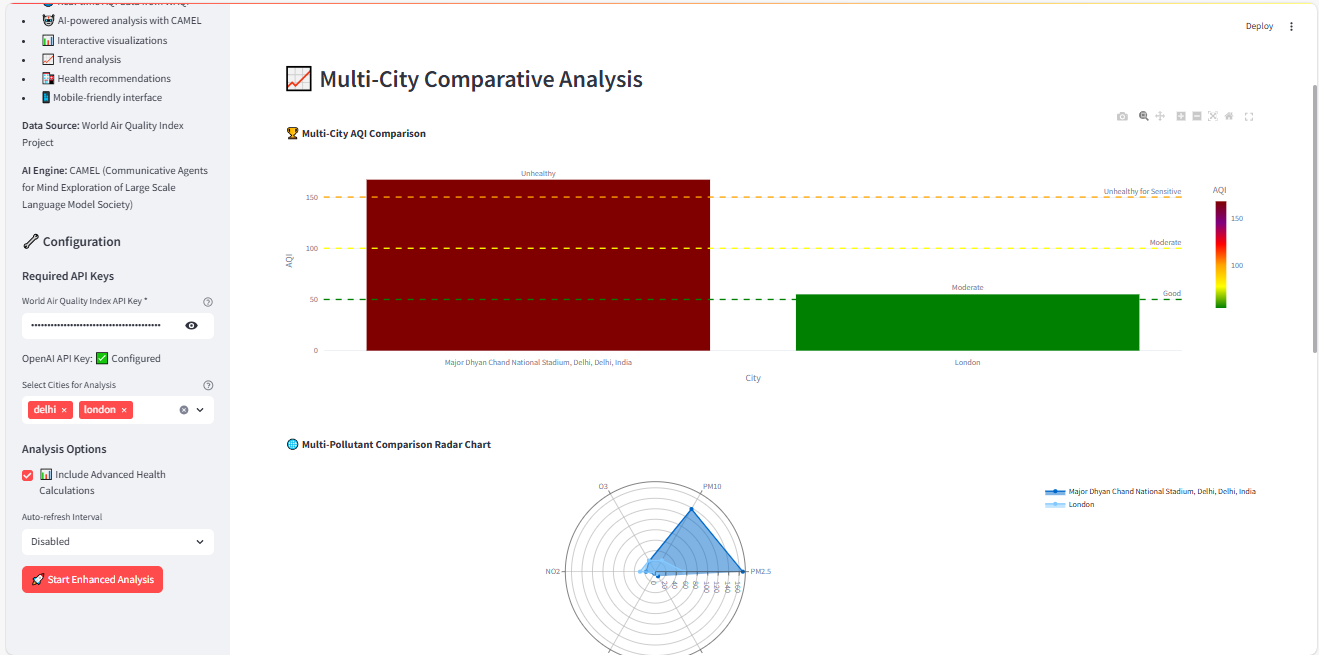 AI-powered analysis with CAMEL
Interactive visualizations
Trend analysis
Health recommendations
Mobile-friendly interface
Data Source: World Air Quality Index
Project
AI Engine: CAMEL (Communicative Agents
for Mind Exploration of Large Scale
Language Model Society)
Configuration
Required API Keys
World Air Quality Index API Key *
OpenAI API Key: ✅ Configured
Select Cities for Analysis
delhi ×
london ×
Analysis Options
Include Advanced Health
Calculations
Auto-refresh Interval
Disabled
Start Enhanced Analysis
Deploy
Multi-City Comparative Analysis
Multi-City AQI Comparison
Unhealthy
Unhealthy for Sensitive
Moderate
Moderate
Good
150
100
50
0
AQI
Major Dhyan Chand National Stadium, Delhi, Delhi, India
London
City
AQI
150
100
Multi-Pollutant Comparison Radar Chart
O3
PM10
NO2
PM2.5
0
20
40
60
80
100
120
140
160
Major Dhyan Chand National Stadium, Delhi, Delhi, India
London